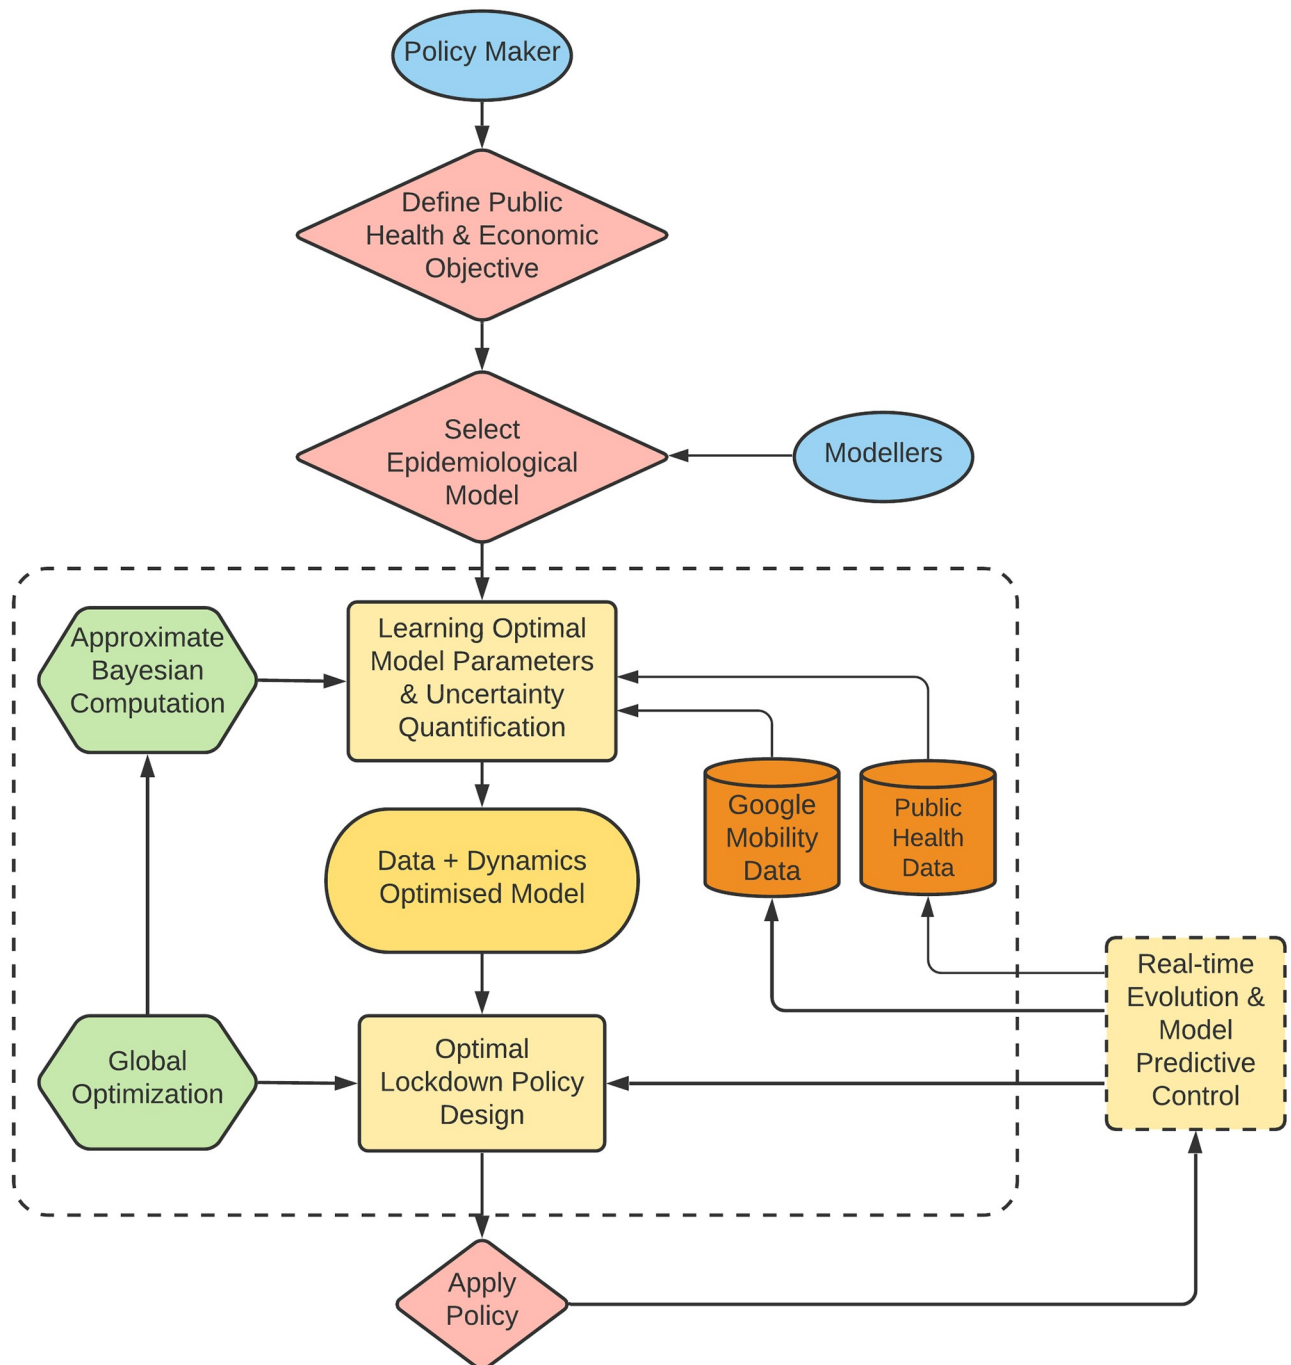 Policy Maker
Define Public
Health & Economic
Objective
Select
Epidemiological
Model
Modellers
Approximate
Bayesian
Computation
Learning Optimal
Model Parameters
& Uncertainty
Quantification
Google
Mobility
Data
Public
Health
Data
Data + Dynamics
Optimised Model
Real-time
Evolution &
Model
Predictive
Control
Global
Optimization
Optimal
Lockdown Policy
Design
Apply
Policy